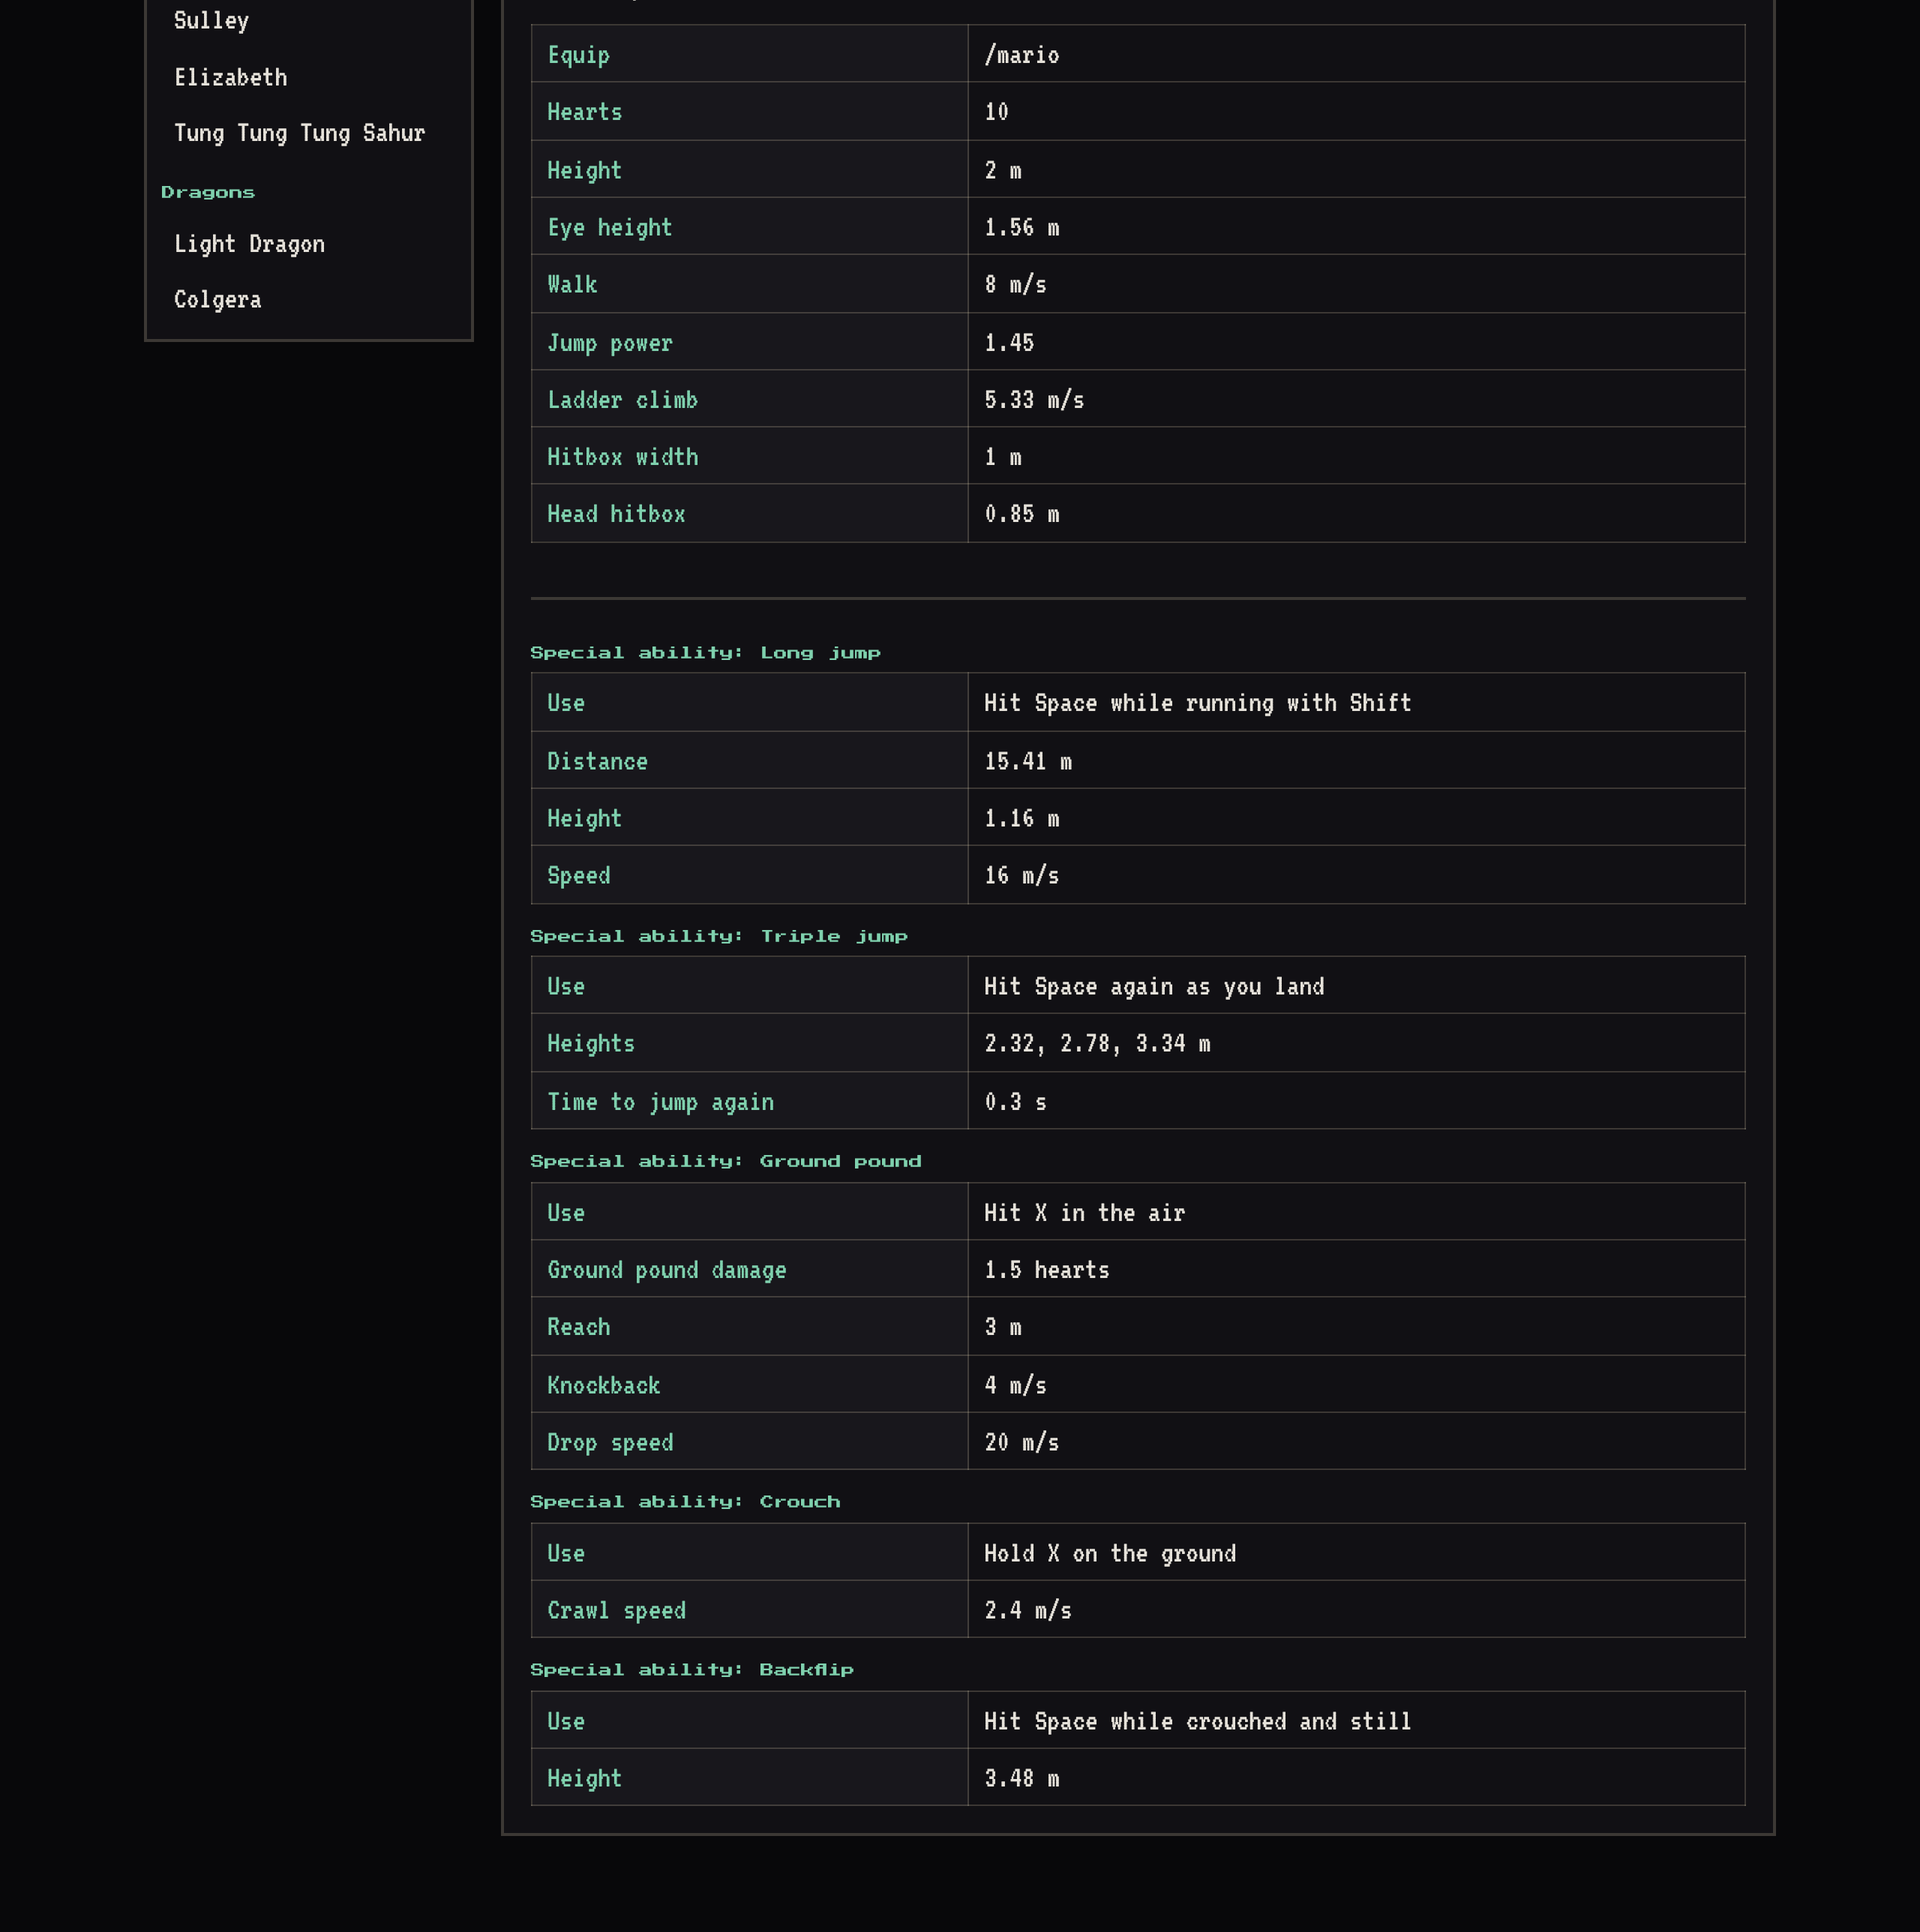 Sulley
Elizabeth
Tung Tung Tung Sahur
Dragons
Light Dragon
Colgera
Equip /mario
Hearts 10
Height 2 m
Eye height 1.56 m
Walk 8 m/s
Jump power 1.45
Ladder climb 5.33 m/s
Hitbox width 1 m
Head hitbox 0.85 m
Special ability: Long jump
Use Hit Space while running with Shift
Distance 15.41 m
Height 1.16 m
Speed 16 m/s
Special ability: Triple jump
Use Hit Space again as you land
Heights 2.32, 2.78, 3.34 m
Time to jump again 0.3 s
Special ability: Ground pound
Use Hit X in the air
Ground pound damage 1.5 hearts
Reach 3 m
Knockback 4 m/s
Drop speed 20 m/s
Special ability: Crouch
Use Hold X on the ground
Crawl speed 2.4 m/s
Special ability: Backflip
Use Hit Space while crouched and still
Height 3.48 m